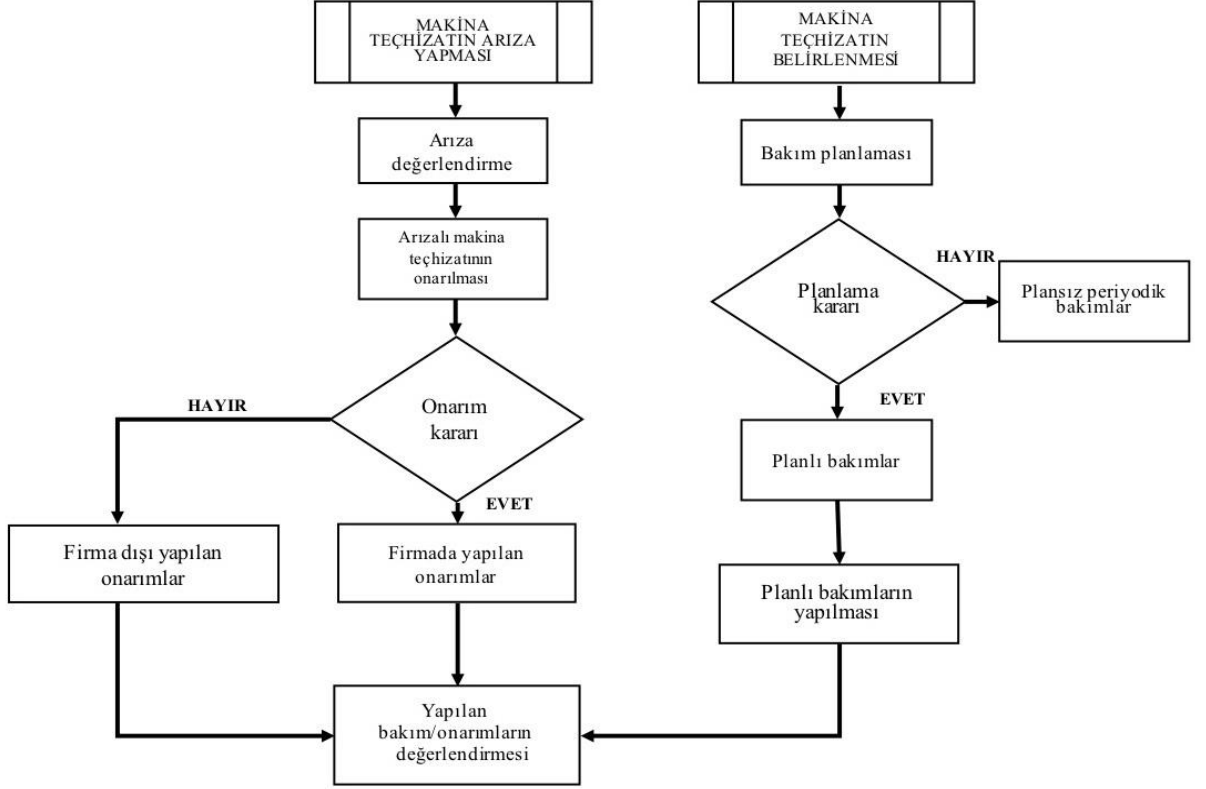 MAKİNA
TEÇHİZATIN ARIZA
YAPMASI
Arıza
değerlendirme
Arızalı makina
teçhizatının
onarılması
Onarım
kararı
HAYIR
EVET
Firma dışı yapılan
onarımlar
Firmada yapılan
onarımlar
MAKİNA
TEÇHİZATIN
BELİRLENMESİ
Bakım planlaması
Planlama
kararı
HAYIR
Plansız periyodik
bakımlar
EVET
Planlı bakımlar
Planlı bakımların
yapılması
Yapılan
bakım/onarımların
değerlendirmesi